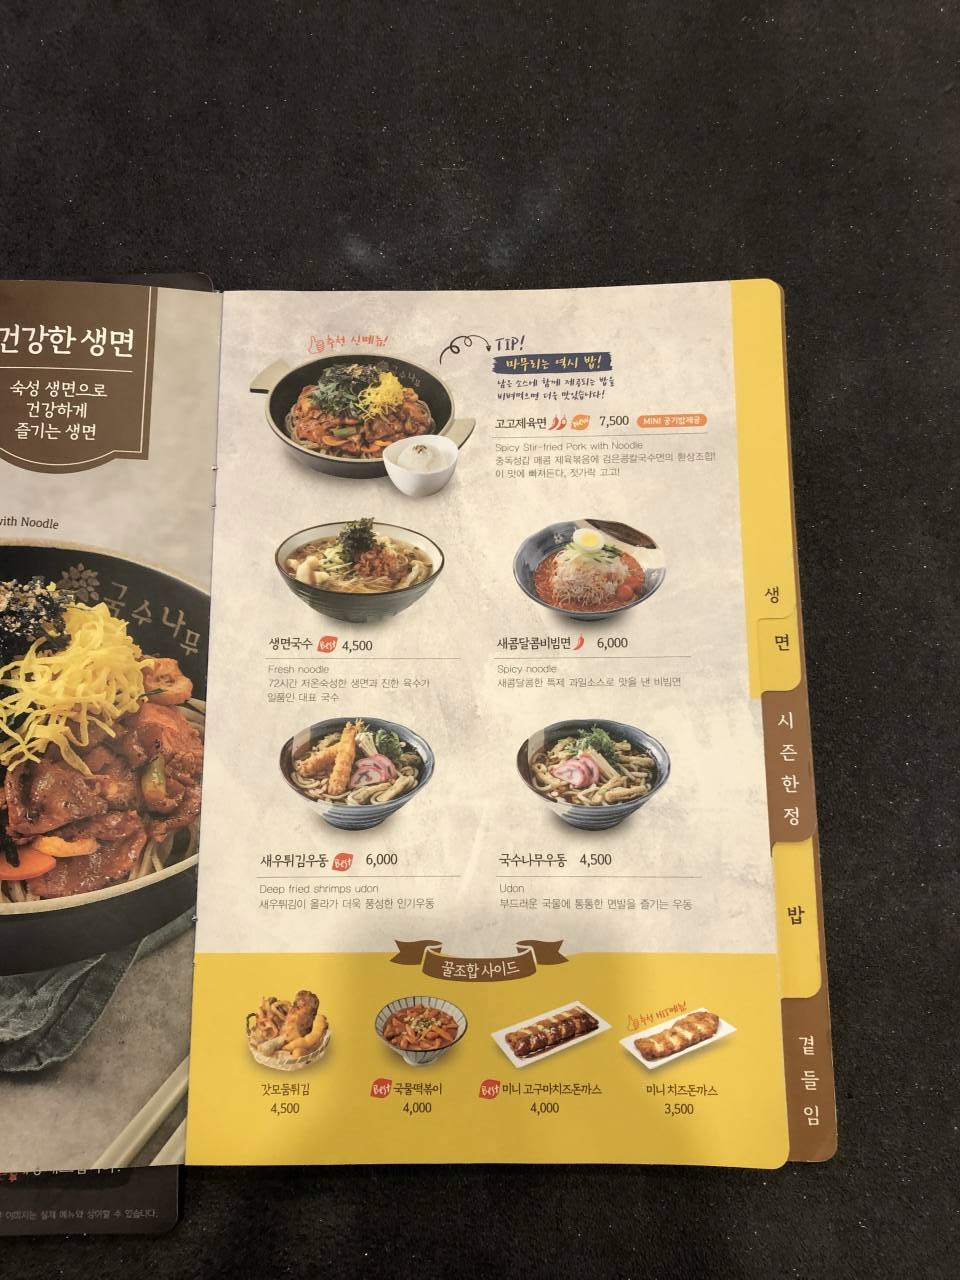 건강한 생면
숙성 생면으로
건강하게
즐기는 생면
with Noodle
국수나무
추천 신메뉴!
TIP!
마무리는 역시 밥!
남은 소스에 함께 제공되는 밥을
비벼먹으면 더욱 맛있습니다!
고고제육면 New 7,500 MINI 공기밥제공
Spicy Stir-fried Pork with Noodle
중독성갑 매콤 제육볶음에 검은콩칼국수면의 환상조합!
이 맛에 빠져든다, 젓가락 고고!
생면국수 Best 4,500
Fresh noodle
72시간 저온숙성한 생면과 진한 육수가
일품인 대표 국수
새콤달콤비빔면 6,000
Spicy noodle
새콤달콤한 특제 과일소스로 맛을 낸 비빔면
새우튀김우동 Best 6,000
Deep fried shrimps udon
새우튀김이 올라가 더욱 풍성한 인기우동
국수나무우동 4,500
Udon
부드러운 국물에 통통한 면발을 즐기는 우동
꿀조합 사이드
갓모둠튀김
4,500
Best 국물떡볶이
4,000
Best 미니 고구마치즈돈까스
4,000
추천 HIT메뉴!
미니 치즈돈까스
3,500
생면
시즌한정
밥
곁들임
이미지는 실제 메뉴와 상이할 수 있습니다.